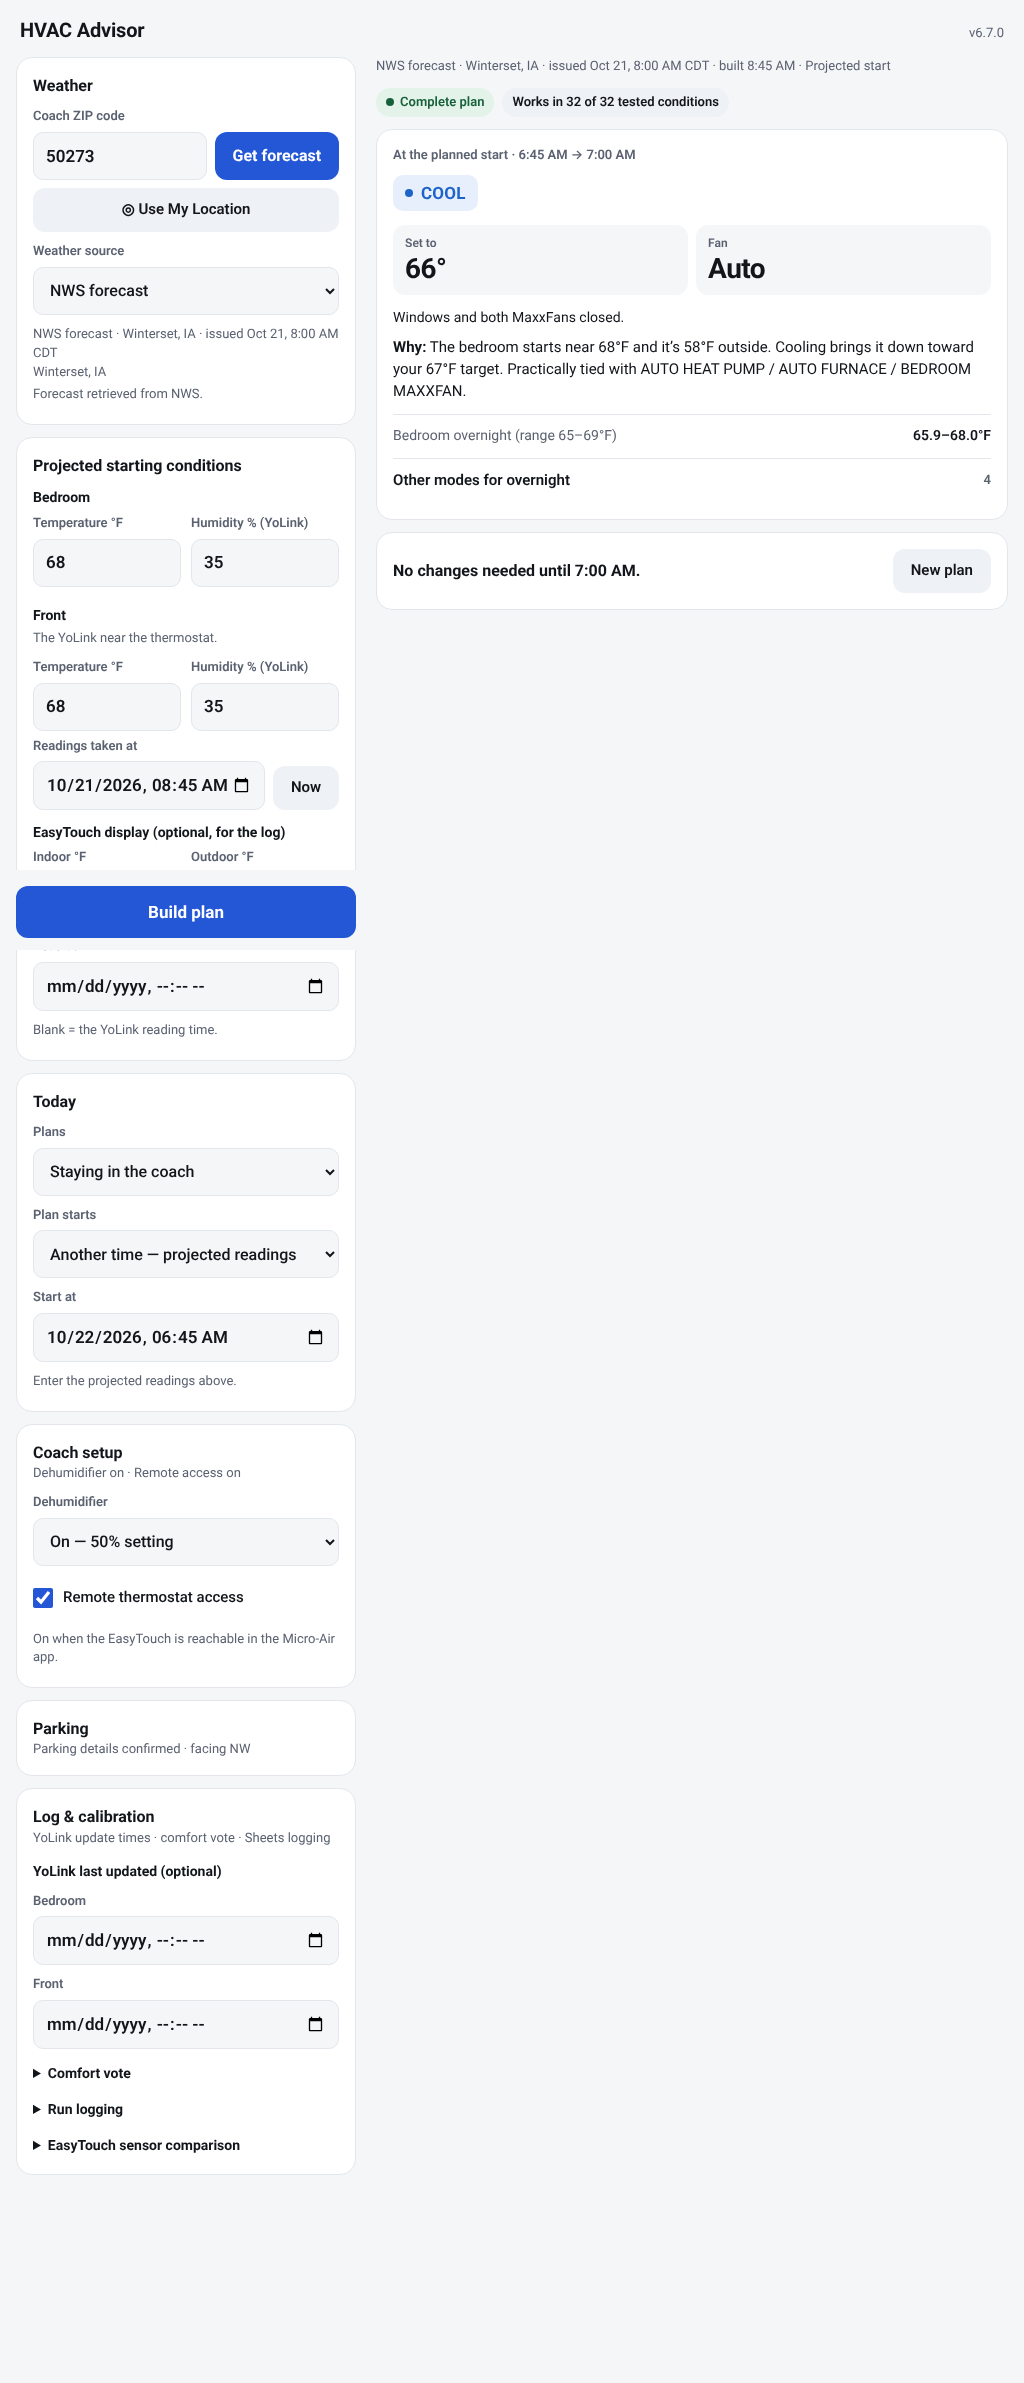 HVAC Advisor
v6.7.0
Weather
Coach ZIP code
50273
Get forecast
◎ Use My Location
Weather source
NWS forecast
NWS forecast · Winterset, IA · issued Oct 21, 8:00 AM
CDT
Winterset, IA
Forecast retrieved from NWS.
Projected starting conditions
Bedroom
Temperature °F
Humidity % (YoLink)
68
35
Front
The YoLink near the thermostat.
Temperature °F
Humidity % (YoLink)
68
35
Readings taken at
10/21/2026, 08:45 AM
Now
EasyTouch display (optional, for the log)
Indoor °F
Outdoor °F
Build plan
mm/dd/yyyy, --:-- --
Blank = the YoLink reading time.
Today
Plans
Staying in the coach
Plan starts
Another time — projected readings
Start at
10/22/2026, 06:45 AM
Enter the projected readings above.
Coach setup
Dehumidifier on · Remote access on
Dehumidifier
On — 50% setting
Remote thermostat access
On when the EasyTouch is reachable in the Micro-Air
app.
Parking
Parking details confirmed · facing NW
Log & calibration
YoLink update times · comfort vote · Sheets logging
YoLink last updated (optional)
Bedroom
mm/dd/yyyy, --:-- --
Front
mm/dd/yyyy, --:-- --
Comfort vote
Run logging
EasyTouch sensor comparison
NWS forecast · Winterset, IA · issued Oct 21, 8:00 AM CDT · built 8:45 AM · Projected start
Complete plan
Works in 32 of 32 tested conditions
At the planned start · 6:45 AM → 7:00 AM
COOL
Set to
66°
Fan
Auto
Windows and both MaxxFans closed.
Why: The bedroom starts near 68°F and it’s 58°F outside. Cooling brings it down toward
your 67°F target. Practically tied with AUTO HEAT PUMP / AUTO FURNACE / BEDROOM
MAXXFAN.
Bedroom overnight (range 65–69°F)
65.9–68.0°F
Other modes for overnight
4
No changes needed until 7:00 AM.
New plan